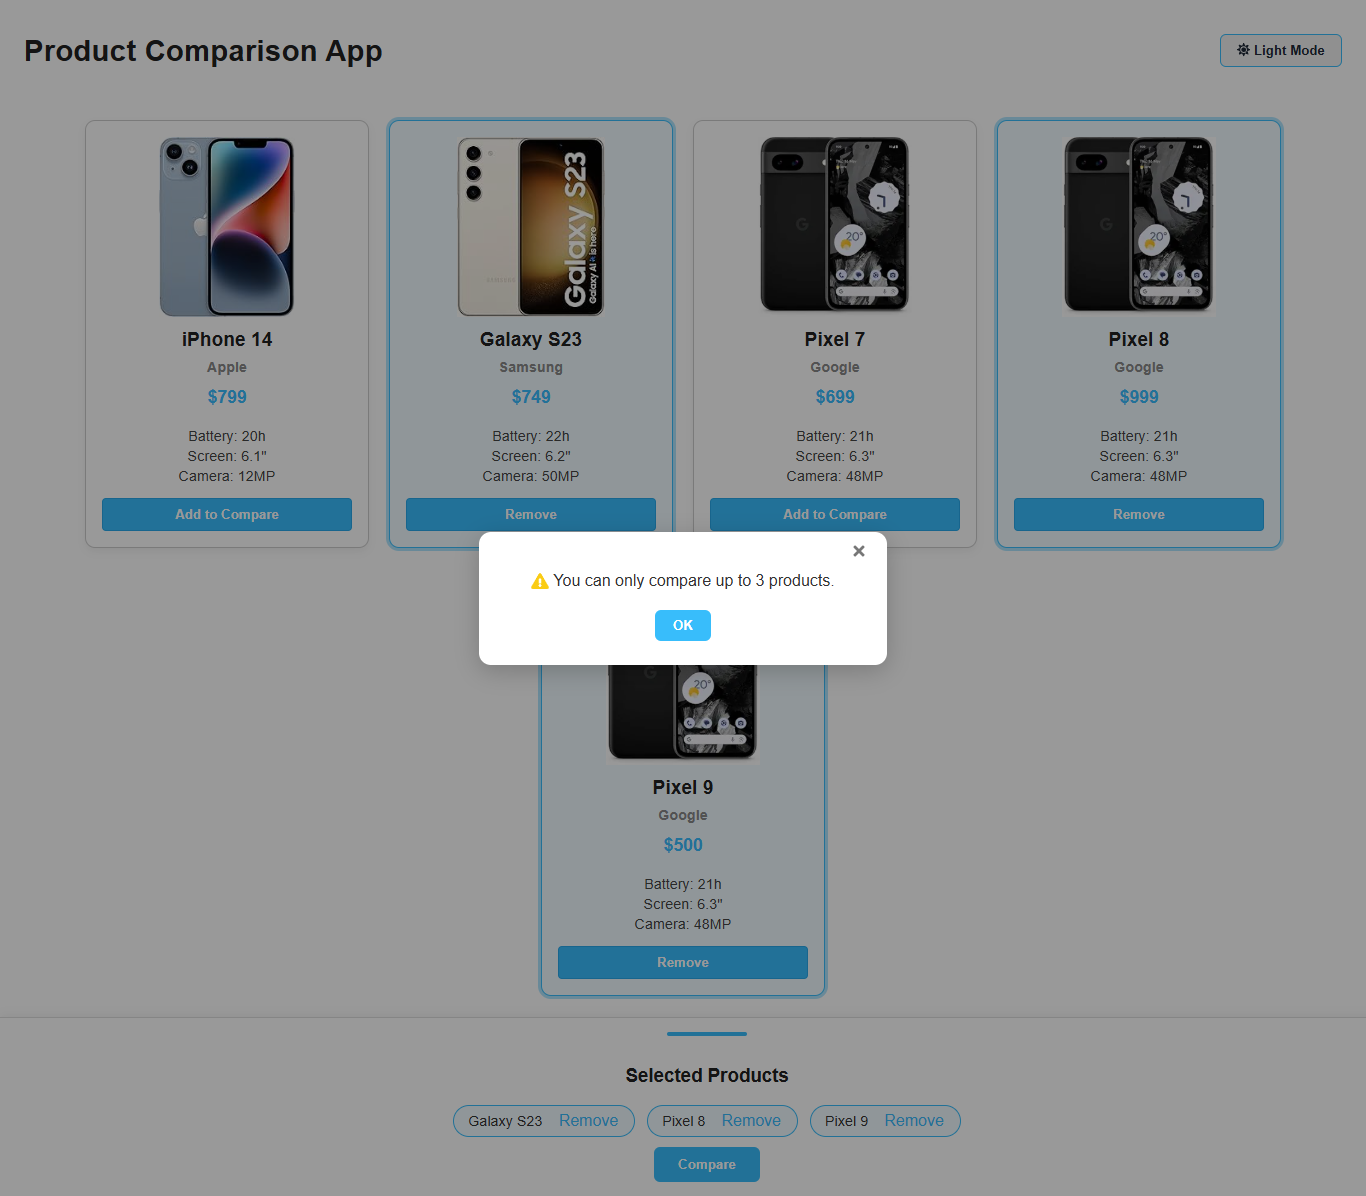 Product Comparison App
Light Mode
Galaxy S23
Galaxy AI is here
20°
20°
iPhone 14
Apple
$799
Battery: 20h
Screen: 6.1"
Camera: 12MP
Add to Compare
Galaxy S23
Samsung
$749
Battery: 22h
Screen: 6.2"
Camera: 50MP
Remove
Pixel 7
Google
$699
Battery: 21h
Screen: 6.3"
Camera: 48MP
Add to Compare
Pixel 8
Google
$999
Battery: 21h
Screen: 6.3"
Camera: 48MP
Remove
You can only compare up to 3 products.
OK
20°
Pixel 9
Google
$500
Battery: 21h
Screen: 6.3"
Camera: 48MP
Remove
Selected Products
Galaxy S23 Remove
Pixel 8 Remove
Pixel 9 Remove
Compare